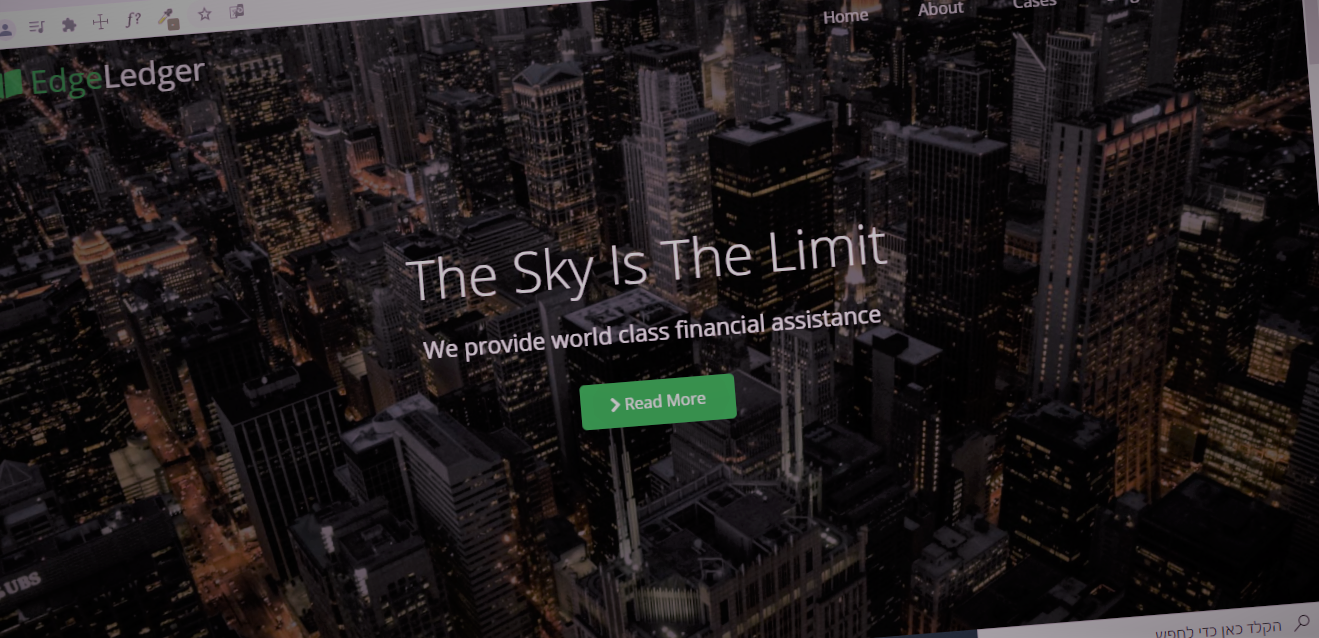 f?
Home About Cases
EdgeLedger
The Sky Is The Limit
We provide world class financial assistance
Read More
UBS
הקלד כאן כדי לחפש